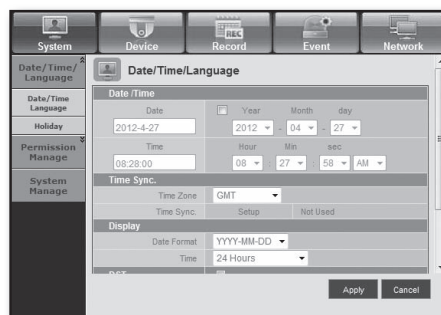 System Device Record Event Network
REC
Date/Time/
Language
Date/Time
Language
Holiday
Permission
Manage
System
Manage
Date/Time/Language
Date /Time
Date Year Month day
2012-4-27 2012 - 04 - 27
Time Hour Min sec
08:28:00 08 : 27 : 58 AM
Time Sync.
Time Zone GMT
Time Sync. Setup Not Used
Display
Date Format YYYY-MM-DD
Time 24 Hours
DST
Apply Cancel